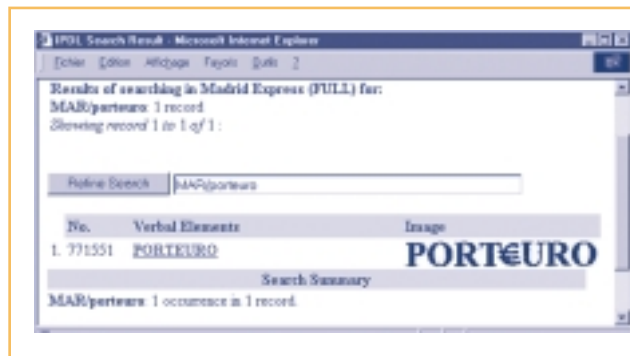 IPDL Search Result - Microsoft Internet Explorer
Fichier Edition Affichage Favoris Outils ?
Results of searching in Madrid Express (FULL) for:
MAR/porteuro: 1 record
Showing record 1 to 1 of 1 :
Refine Search MAR/porteuro
No. Verbal Elements Image
1. 771551 PORTEURO PORT€URO
Search Summary
MAR/porteuro: 1 occurrence in 1 record.